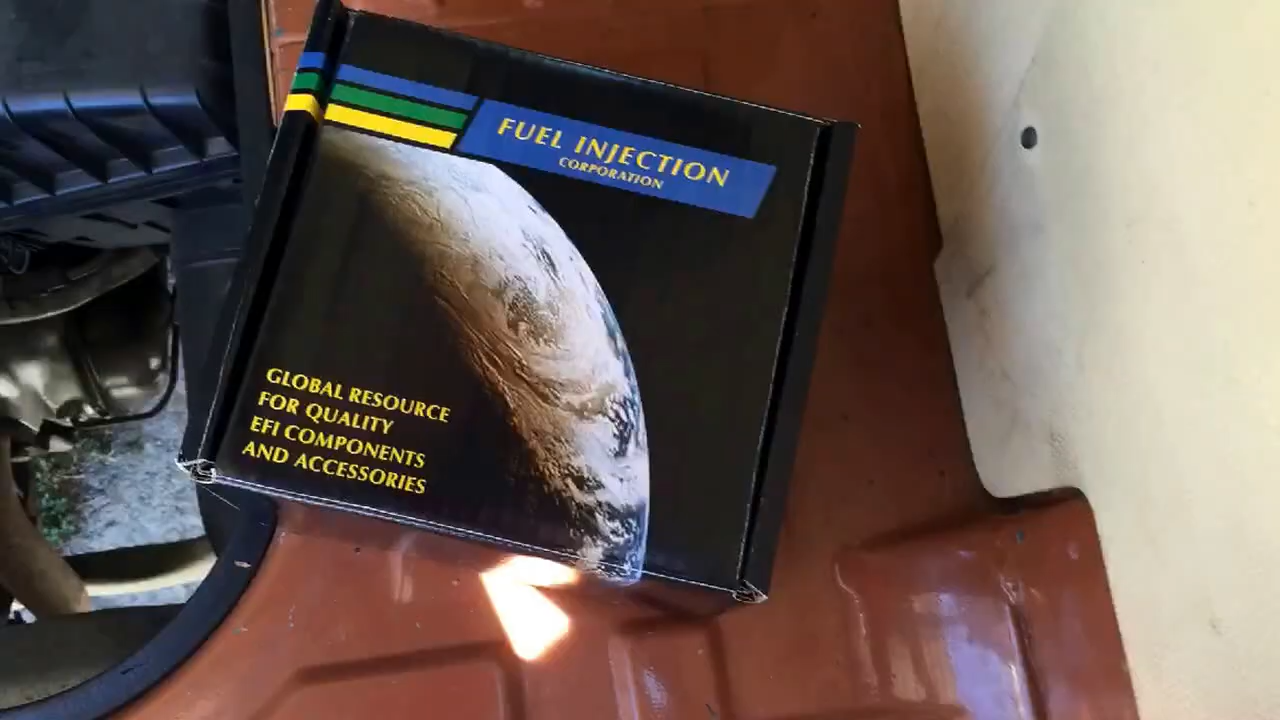 FUEL INJECTION
CORPORATION
GLOBAL RESOURCE
FOR QUALITY
EFI COMPONENTS
AND ACCESSORIES